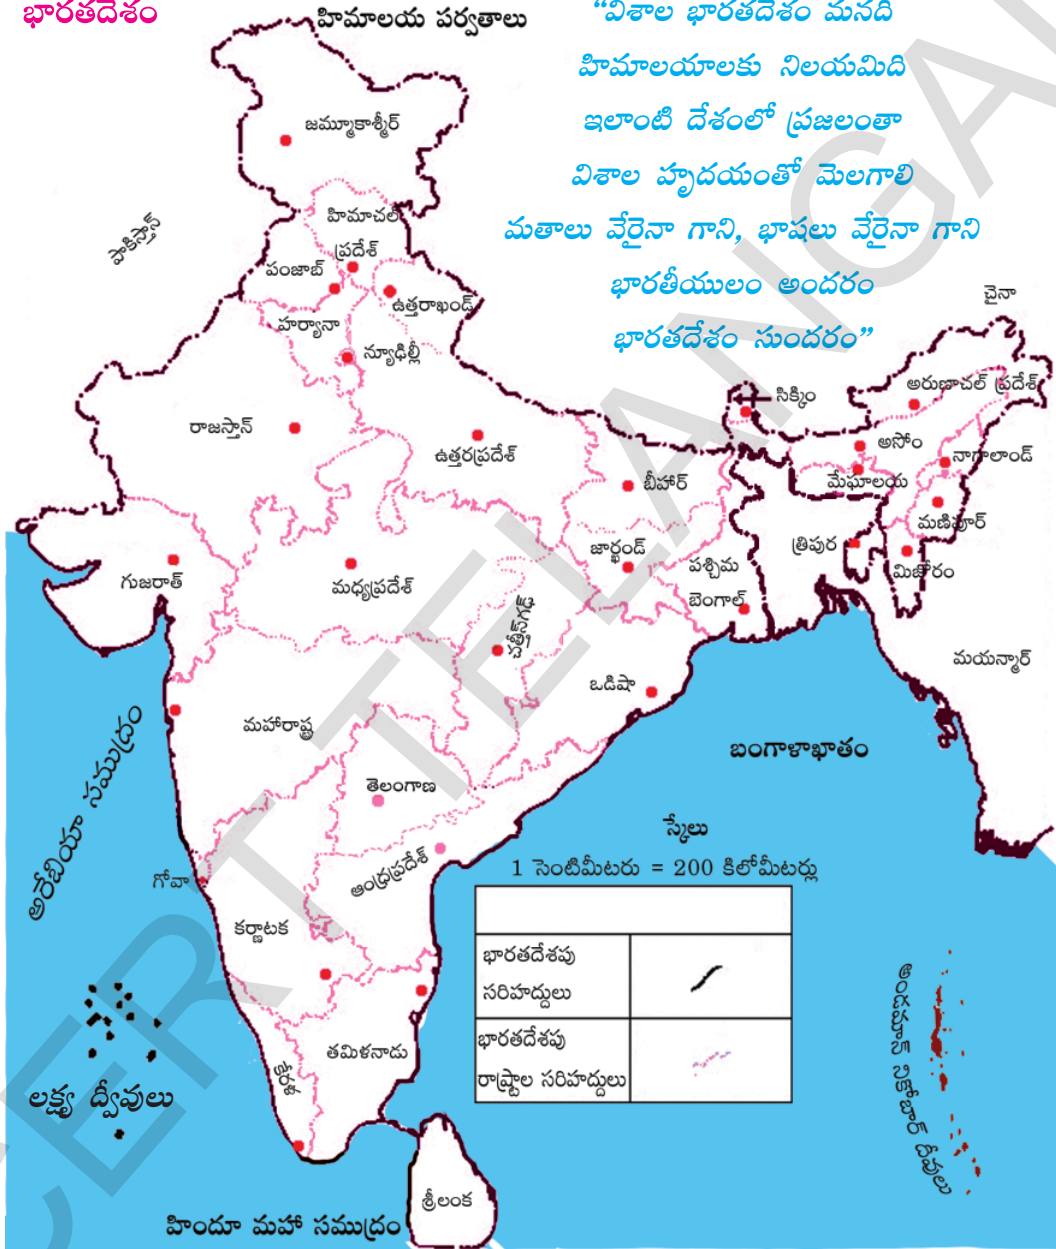 భారతదేశం
హిమాలయ పర్వతాలు
“విశాల భారతదేశం మనది
హిమాలయాలకు నిలయమిది
ఇలాంటి దేశంలో ప్రజలంతా
విశాల హృదయంతో మెలగాలి
మతాలు వేరైనా గాని, భాషలు వేరైనా గాని
భారతీయులం అందరం
భారతదేశం సుందరం”
జమ్మూకాశ్మీర్
హిమాచల్
ప్రదేశ్
పాకిస్తాన్
పంజాబ్
ఉత్తరాఖండ్
చైనా
హర్యానా
న్యూఢిల్లీ
అరుణాచల్ ప్రదేశ్
సిక్కిం
రాజస్తాన్
ఉత్తరప్రదేశ్
అసోం
నాగాలాండ్
బీహార్
మేఘాలయ
మణిపూర్
త్రిపుర
జార్ఖండ్
పశ్చిమ
బెంగాల్
మిజోరం
గుజరాత్
మధ్యప్రదేశ్
ఛత్తీస్‌గఢ్
మయన్మార్
ఒడిషా
మహారాష్ట్ర
అరేబియా సముద్రం
బంగాళాఖాతం
తెలంగాణ
స్కేలు
1 సెంటిమీటరు = 200 కిలోమీటర్లు
ఆంధ్రప్రదేశ్
గోవా
కర్ణాటక
భారతదేశపు
సరిహద్దులు
భారతదేశపు
రాష్ట్రాల సరిహద్దులు
అండమాన్ నికోబార్ దీవులు
తమిళనాడు
కేరళ
లక్ష్య ద్వీవులు
శ్రీలంక
హిందూ మహా సముద్రం
CERT TELANGA